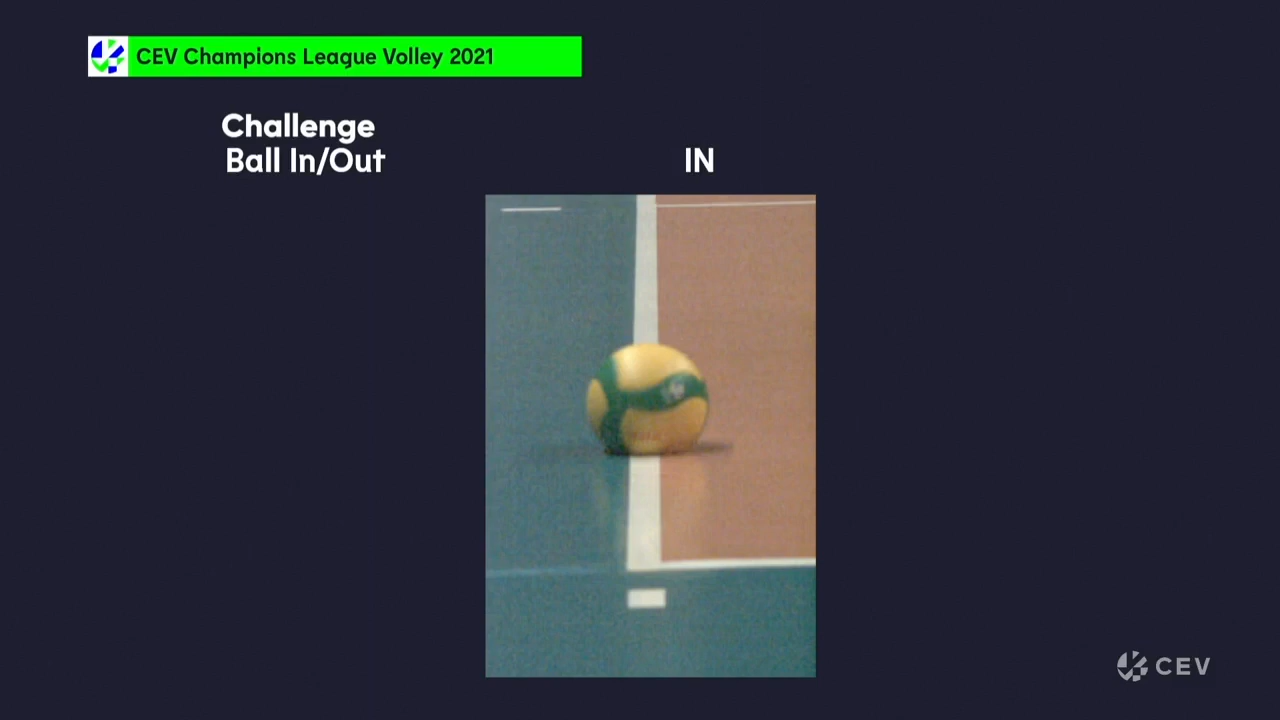 CEV Champions League Volley 2021
Challenge
Ball In/Out
IN
CEV